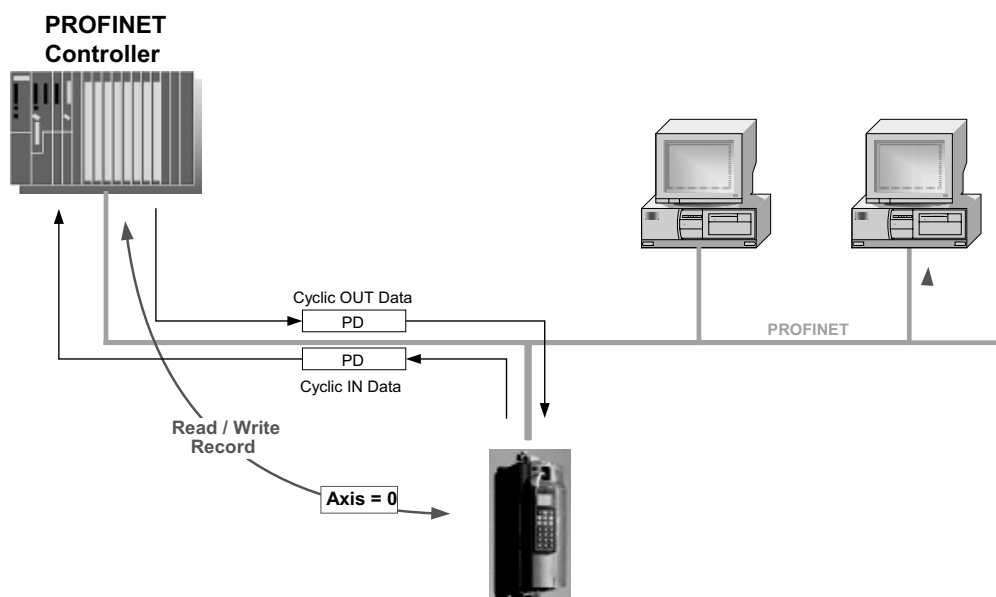 PROFINET
Controller
Cyclic OUT Data
PD
PROFINET
PD
Cyclic IN Data
Read / Write
Record
Axis = 0